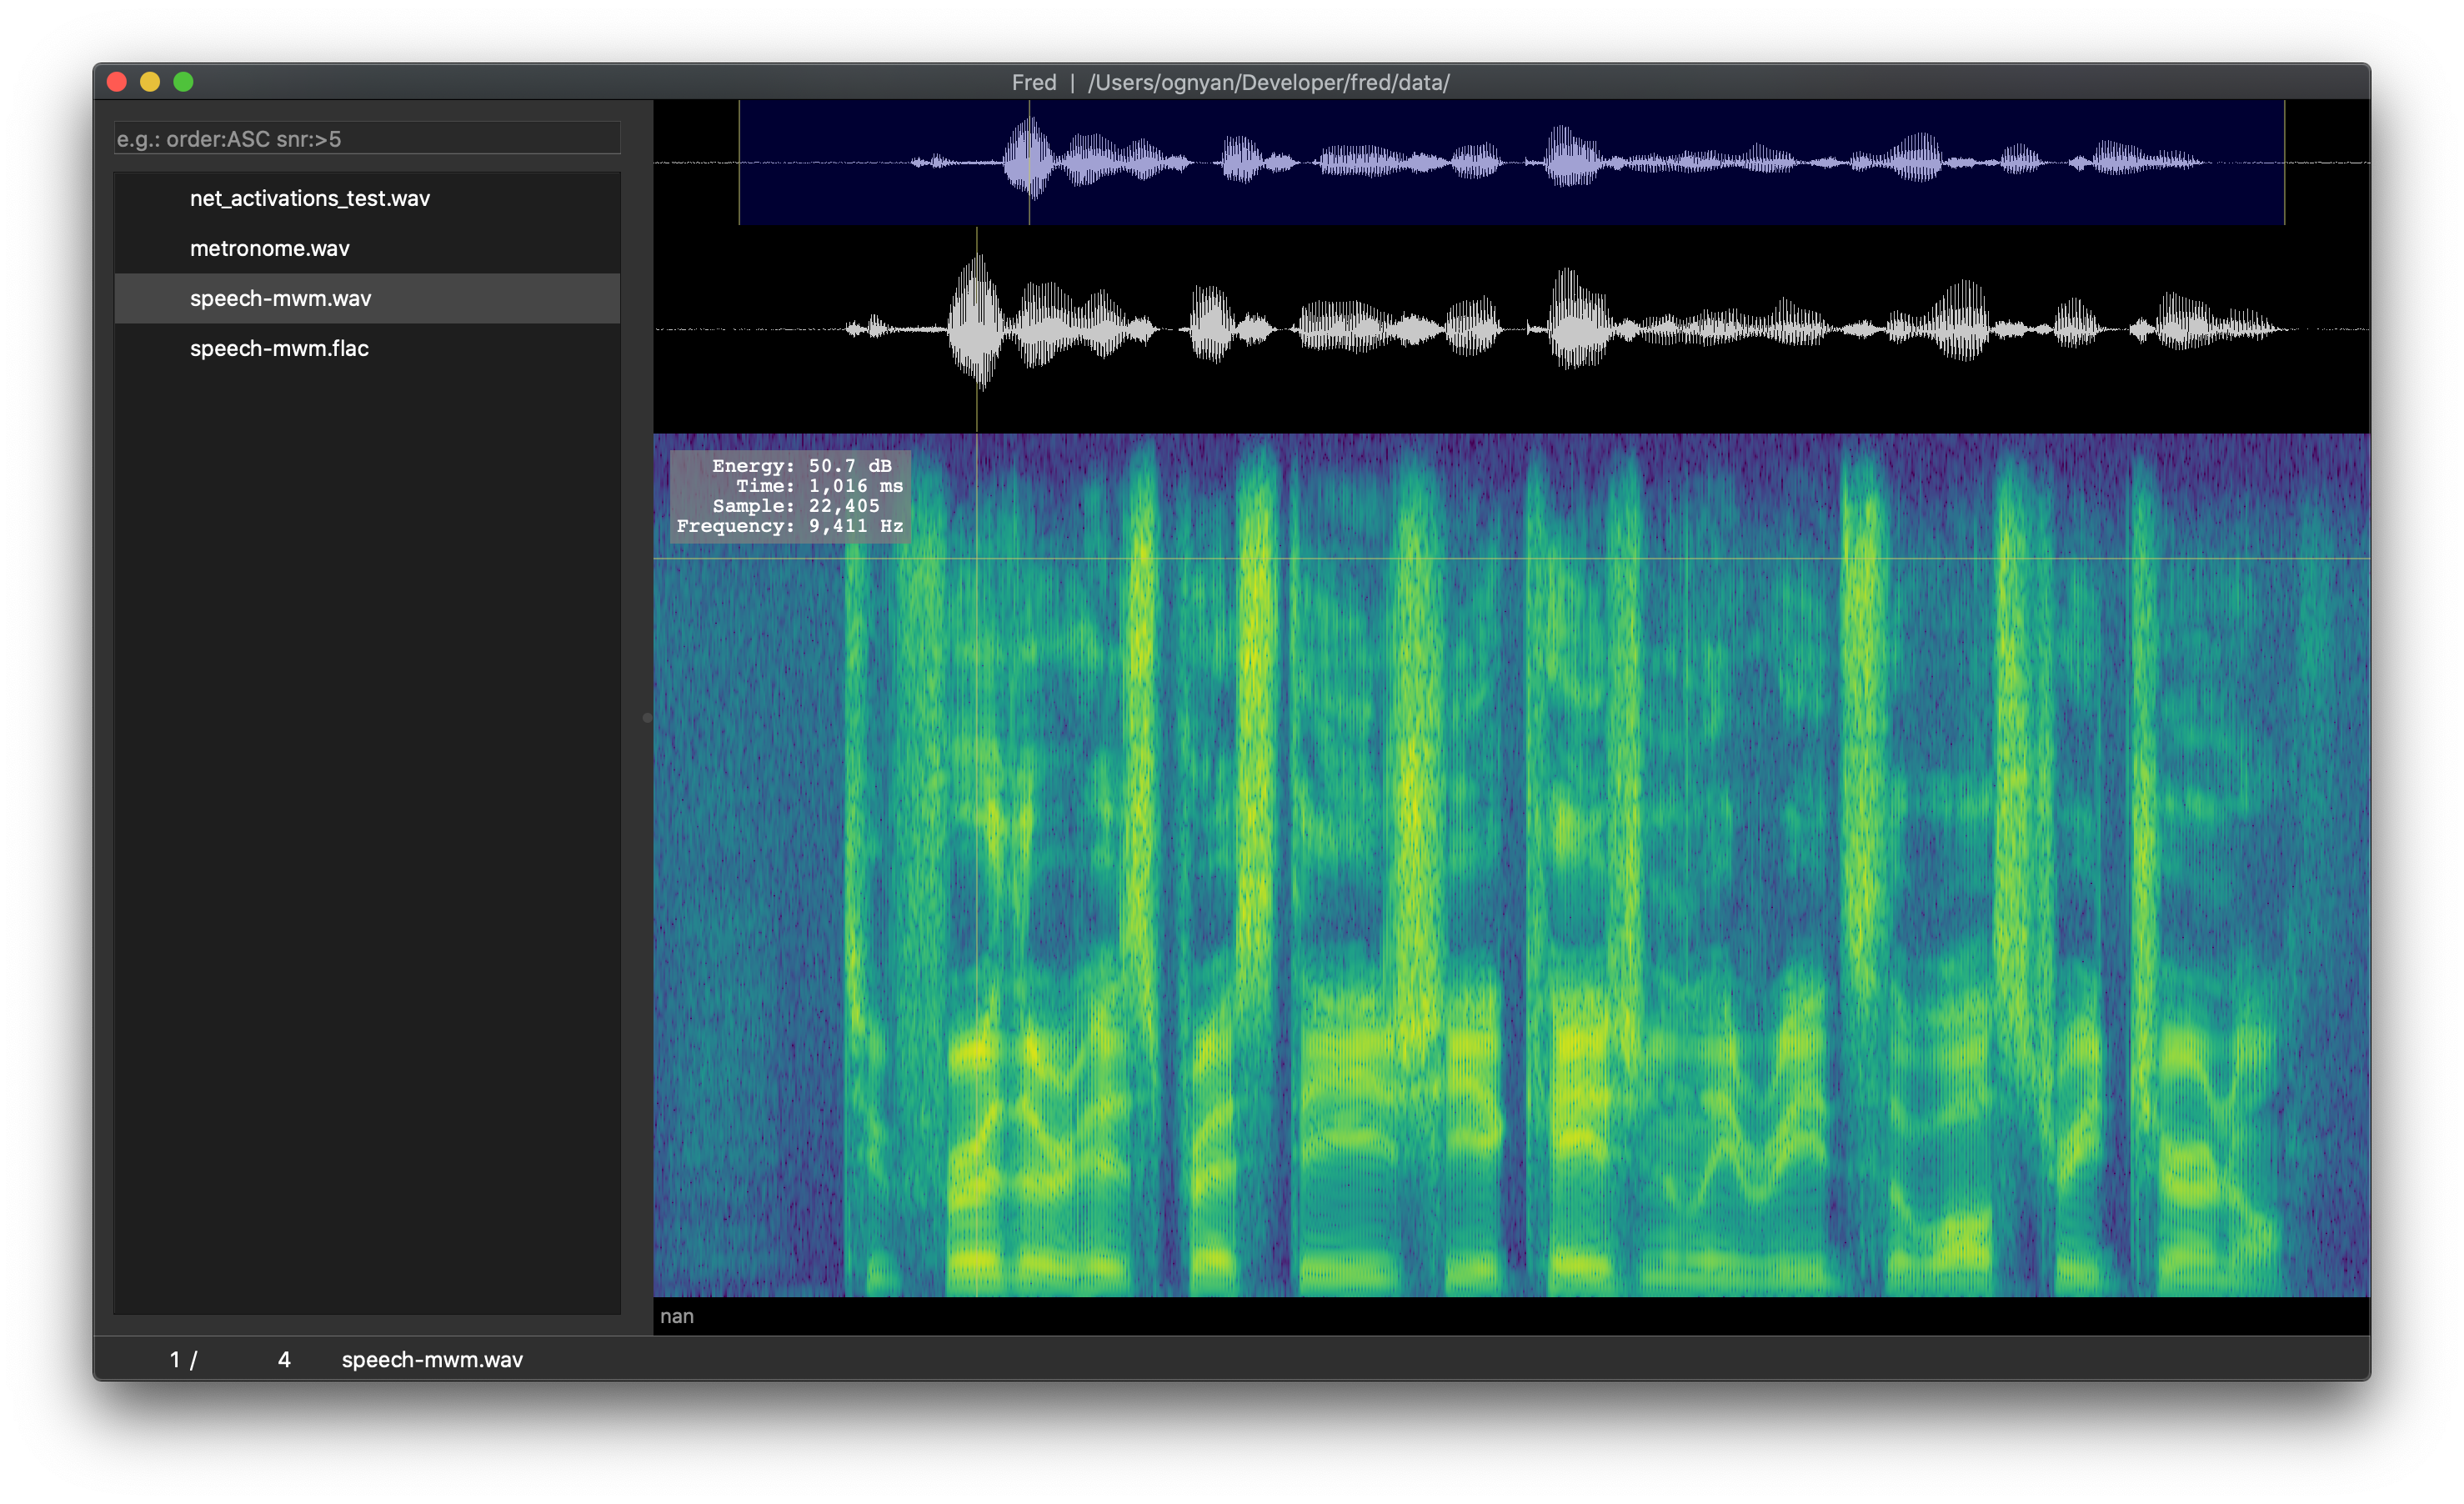 Fred | /Users/ognyan/Developer/fred/data/
e.g.: order:ASC snr:>5
net_activations_test.wav
metronome.wav
speech-mwm.wav
speech-mwm.flac
Energy: 50.7 dB
Time: 1,016 ms
Sample: 22,405
Frequency: 9,411 Hz
nan
1 / 4 speech-mwm.wav